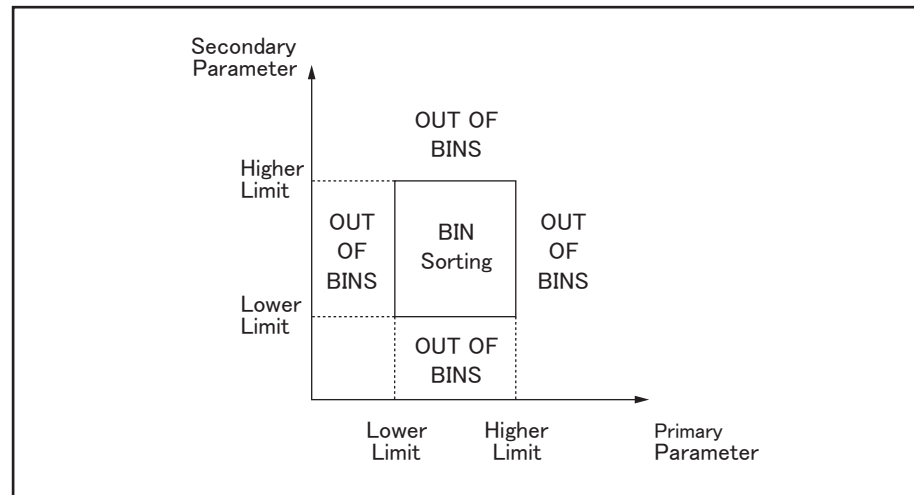 Secondary
Parameter
OUT OF
BINS
Higher
Limit
OUT
OF
BINS
BIN
Sorting
OUT
OF
BINS
Lower
Limit
OUT OF
BINS
Lower
Limit
Higher
Limit
Primary
Parameter